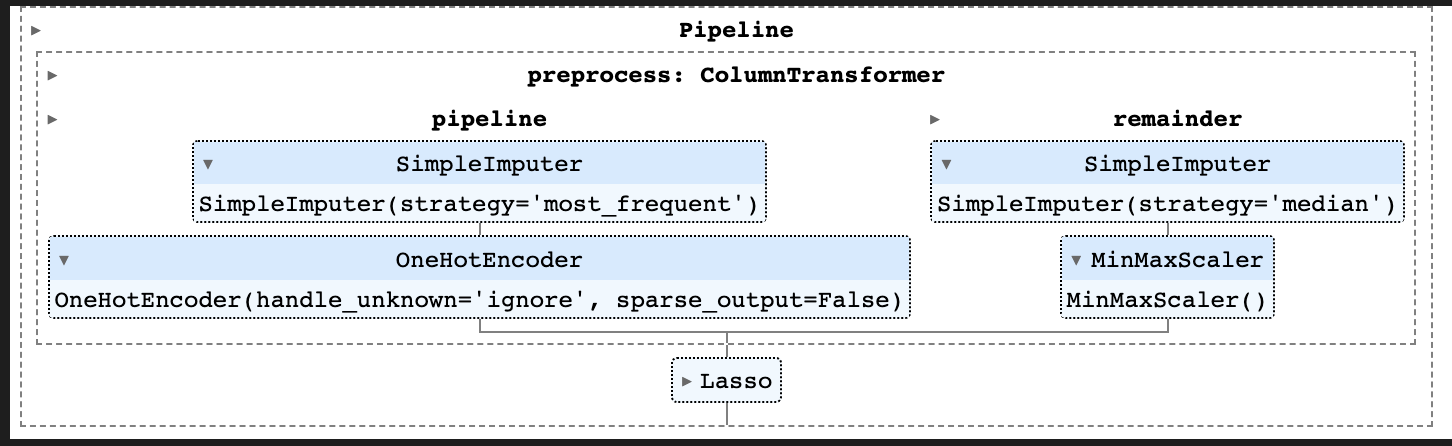 Pipeline
preprocess: ColumnTransformer
pipeline
remainder
SimpleImputer
SimpleImputer(strategy='most_frequent')
SimpleImputer
SimpleImputer(strategy='median')
OneHotEncoder
OneHotEncoder(handle_unknown='ignore', sparse_output=False)
MinMaxScaler
MinMaxScaler()
Lasso